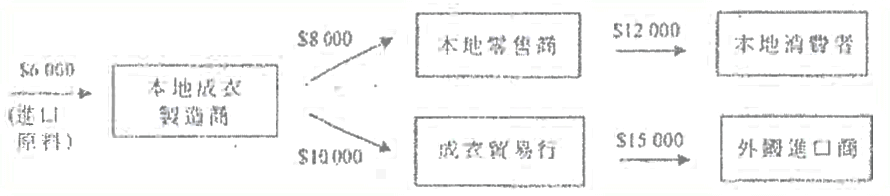 $8 000
本地零售商
$12 000
本地消費者
$6 000
(進口
原料)
本地成衣
製造商
$10 000
成衣貿易行
$15 000
外國進口商